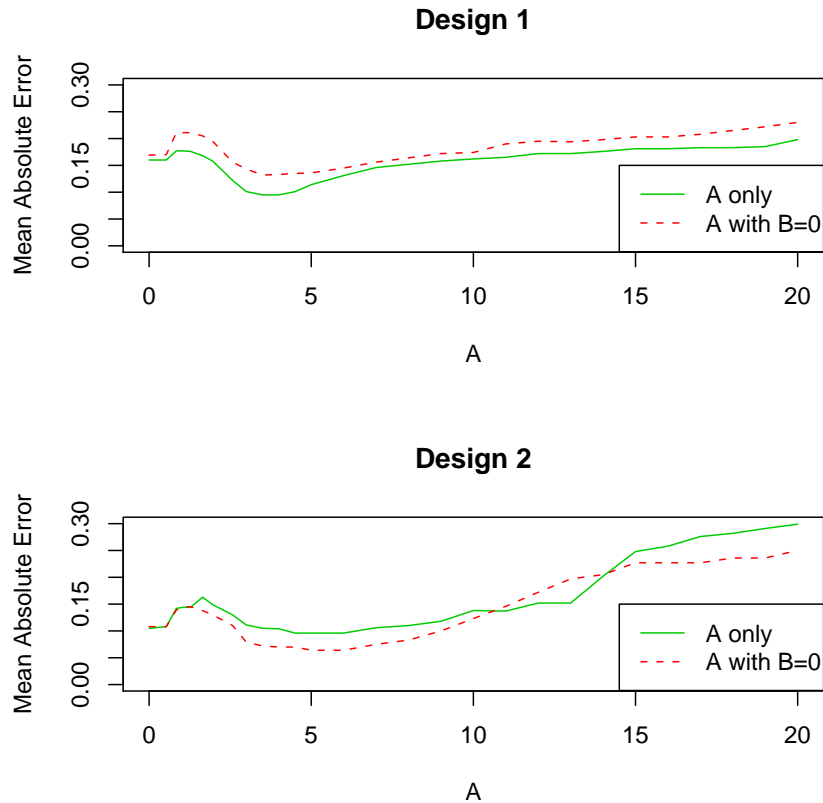 Design 1
Mean Absolute Error
0.00 0.15 0.30
A only
A with B=0
0 5 10 15 20
A
Design 2
Mean Absolute Error
0.00 0.15 0.30
A only
A with B=0
0 5 10 15 20
A